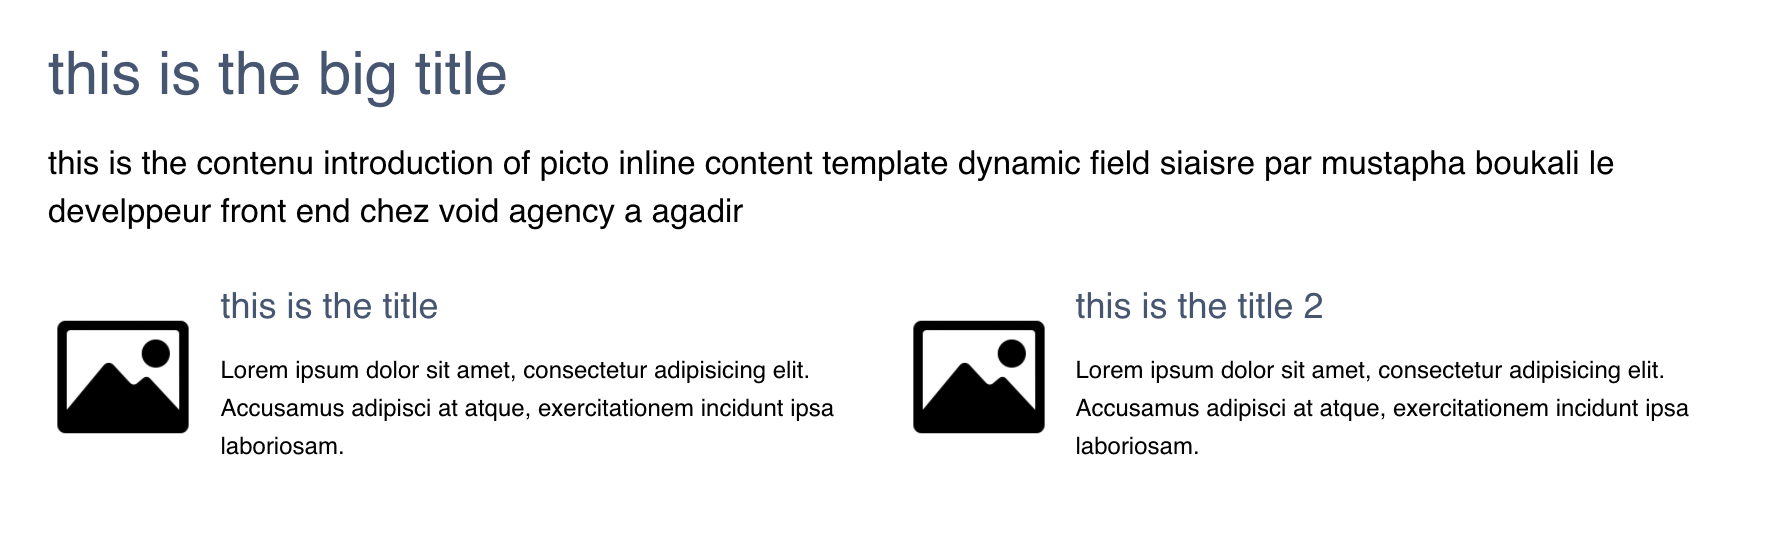 this is the big title
this is the contenu introduction of picto inline content template dynamic field siaisre par mustapha boukali le
develppeur front end chez void agency a agadir
this is the title
Lorem ipsum dolor sit amet, consectetur adipisicing elit.
Accusamus adipisci at atque, exercitationem incidunt ipsa
laboriosam.
this is the title 2
Lorem ipsum dolor sit amet, consectetur adipisicing elit.
Accusamus adipisci at atque, exercitationem incidunt ipsa
laboriosam.